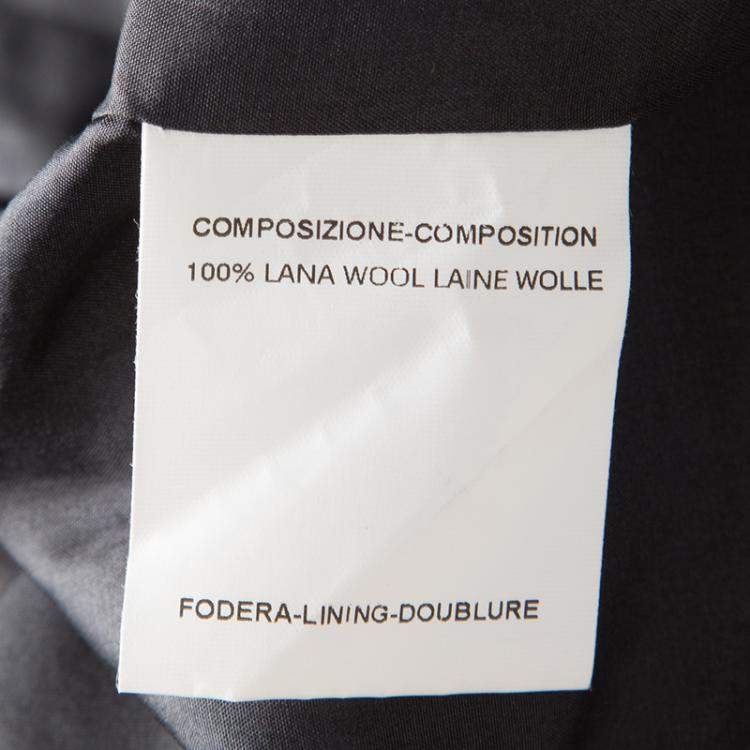 COMPOSIZIONE-COMPOSITION
100% LANA WOOL LAINE WOLLE
FODERA-LINING-DOUBLURE